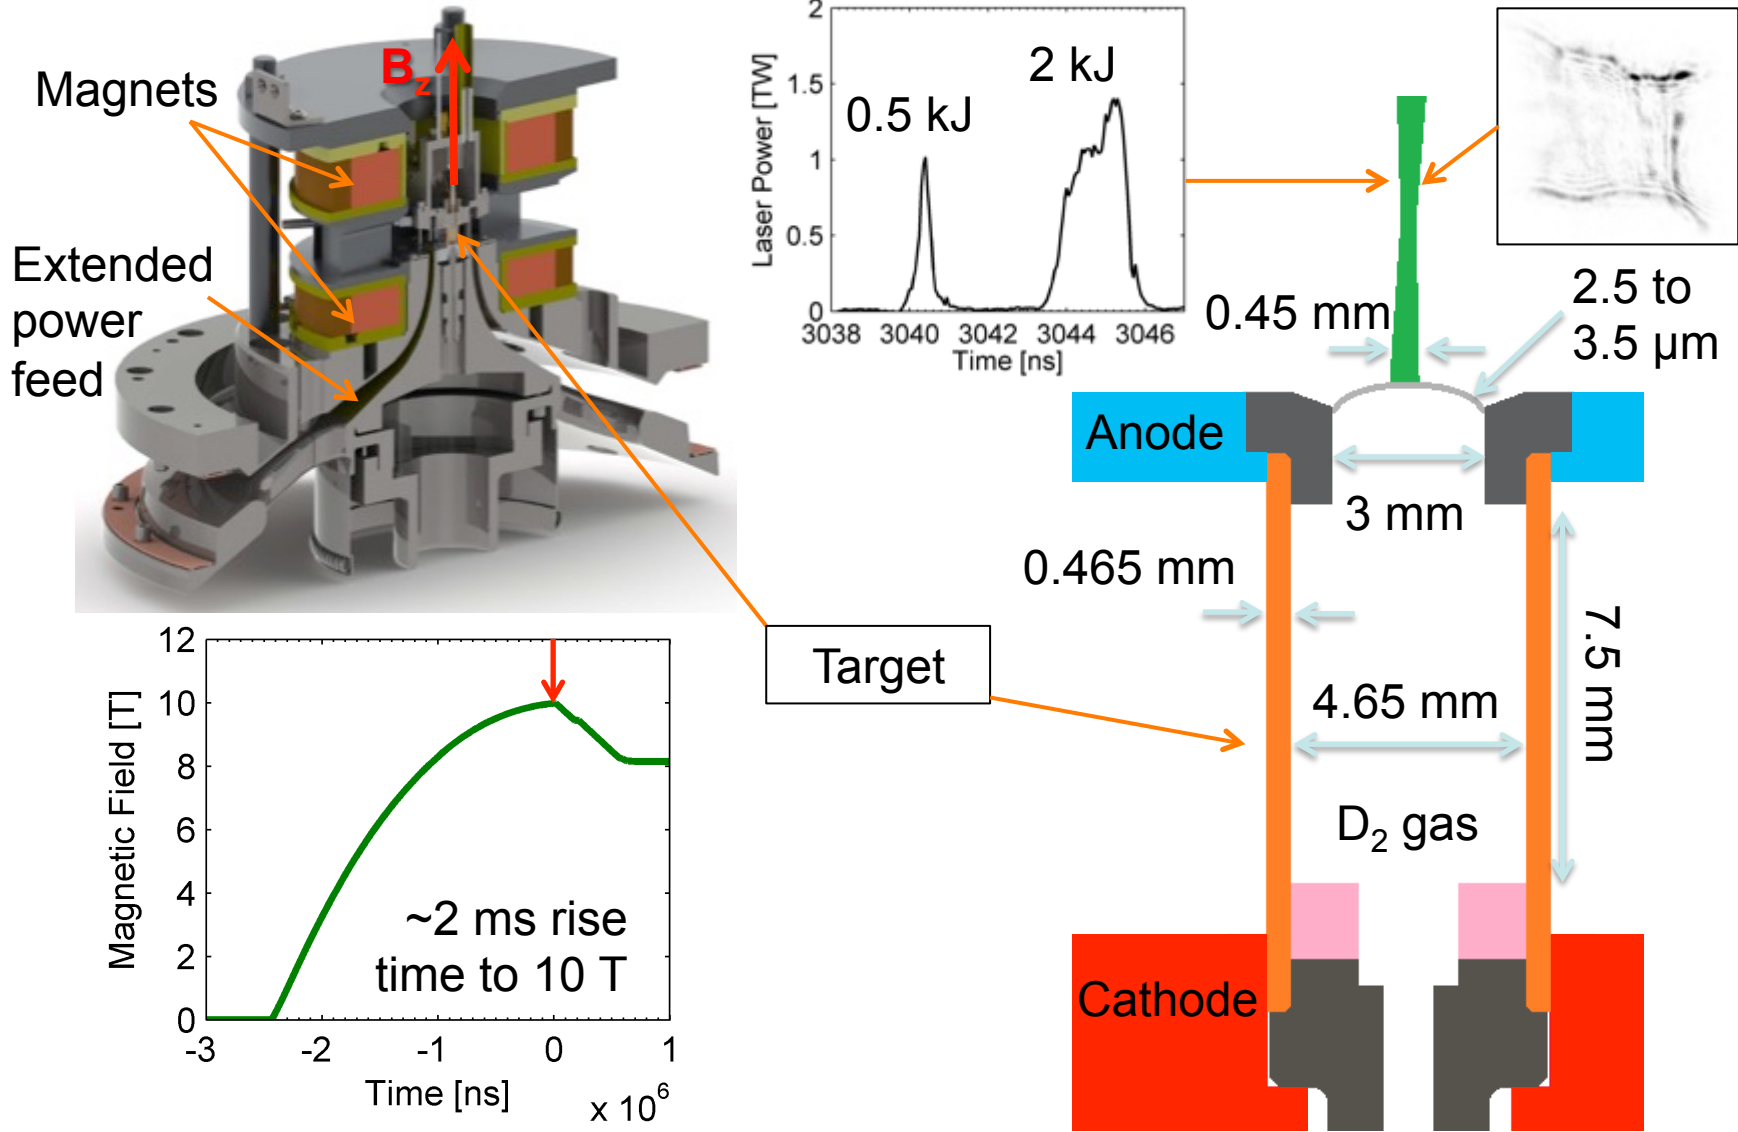 Magnets
B_z
Extended
power
feed
2
1.5
1
0.5
0
Laser Power [TW]
0.5 kJ
2 kJ
3038 3040 3042 3044 3046
Time [ns]
0.45 mm
2.5 to
3.5 µm
Anode
3 mm
0.465 mm
7.5 mm
Target
4.65 mm
D₂ gas
Cathode
12
10
8
6
4
2
0
Magnetic Field [T]
~2 ms rise
time to 10 T
-3 -2 -1 0 1
Time [ns]
x 10⁶